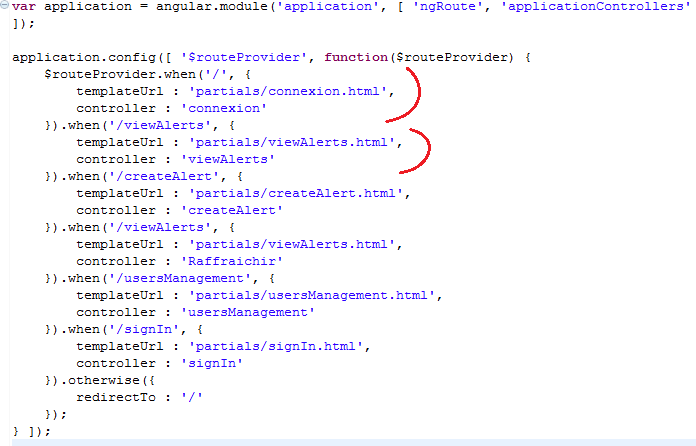 var application = angular.module('application', [ 'ngRoute', 'applicationControllers'
]);
application.config([ '$routeProvider', function($routeProvider) {
    $routeProvider.when('/', {
        templateUrl : 'partials/connexion.html',
        controller : 'connexion'
    }).when('/viewAlerts', {
        templateUrl : 'partials/viewAlerts.html',
        controller : 'viewAlerts'
    }).when('/createAlert', {
        templateUrl : 'partials/createAlert.html',
        controller : 'createAlert'
    }).when('/viewAlerts', {
        templateUrl : 'partials/viewAlerts.html',
        controller : 'Raffraichir'
    }).when('/usersManagement', {
        templateUrl : 'partials/usersManagement.html',
        controller : 'usersManagement'
    }).when('/signIn', {
        templateUrl : 'partials/signIn.html',
        controller : 'signIn'
    }).otherwise({
        redirectTo : '/'
    });
} ]);